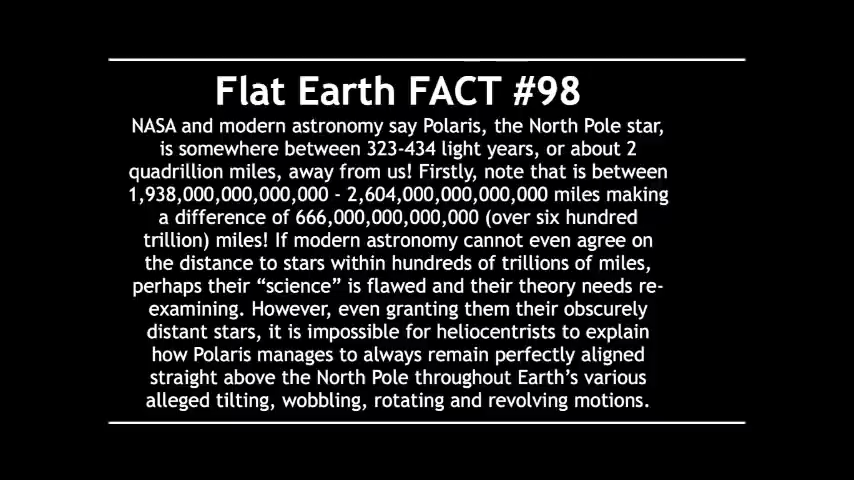 Flat Earth FACT #98
NASA and modern astronomy say Polaris, the North Pole star,
is somewhere between 323-434 light years, or about 2
quadrillion miles, away from us! Firstly, note that is between
1,938,000,000,000,000 - 2,604,000,000,000,000 miles making
a difference of 666,000,000,000,000 (over six hundred
trillion) miles! If modern astronomy cannot even agree on
the distance to stars within hundreds of trillions of miles,
perhaps their “science” is flawed and their theory needs re-
examining. However, even granting them their obscurely
distant stars, it is impossible for heliocentrists to explain
how Polaris manages to always remain perfectly aligned
straight above the North Pole throughout Earth’s various
alleged tilting, wobbling, rotating and revolving motions.